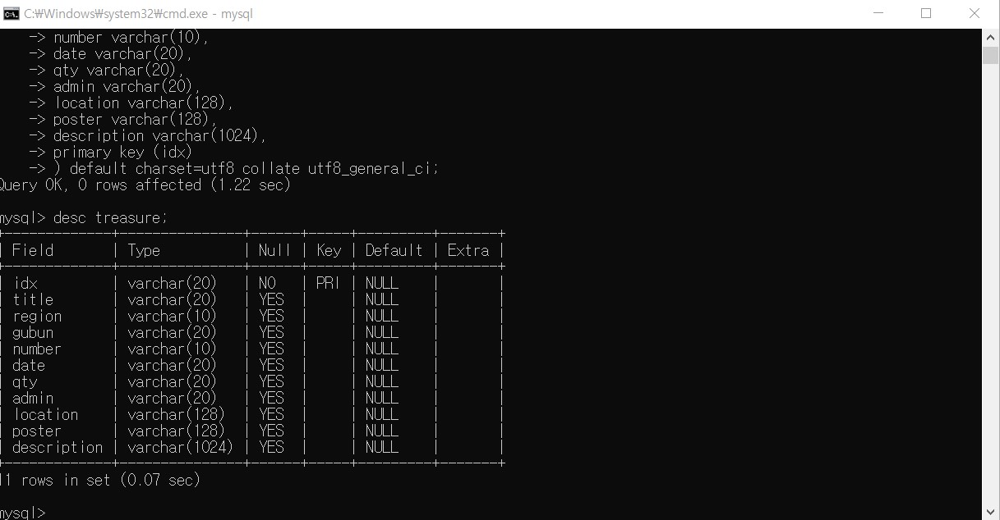 C:₩Windows₩system32₩cmd.exe - mysql
-> number varchar(10),
-> date varchar(20),
-> qty varchar(20),
-> admin varchar(20),
-> location varchar(128),
-> poster varchar(128),
-> description varchar(1024),
-> primary key (idx)
-> ) default charset=utf8 collate utf8_general_ci;
Query OK, 0 rows affected (1.22 sec)
mysql> desc treasure;
+-------------+---------------+------+-----+---------+-------+
| Field | Type | Null | Key | Default | Extra |
+-------------+---------------+------+-----+---------+-------+
| idx | varchar(20) | NO | PRI | NULL | |
| title | varchar(20) | YES | | NULL | |
| region | varchar(10) | YES | | NULL | |
| gubun | varchar(20) | YES | | NULL | |
| number | varchar(10) | YES | | NULL | |
| date | varchar(20) | YES | | NULL | |
| qty | varchar(20) | YES | | NULL | |
| admin | varchar(20) | YES | | NULL | |
| location | varchar(128) | YES | | NULL | |
| poster | varchar(128) | YES | | NULL | |
| description | varchar(1024) | YES | | NULL | |
+-------------+---------------+------+-----+---------+-------+
11 rows in set (0.07 sec)
mysql>